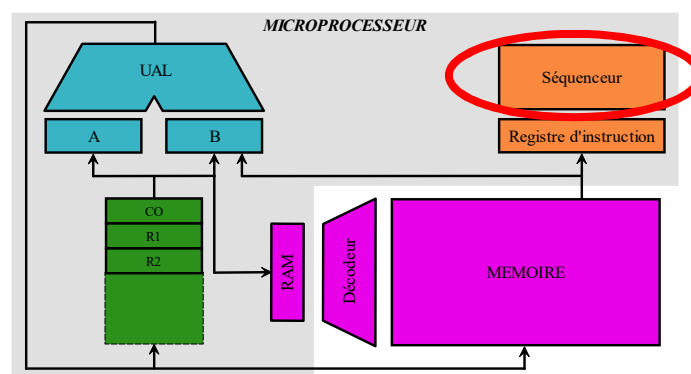 MICROPROCESSEUR
UAL
Séquenceur
A
B
Registre d'instruction
CO
R1
R2
RAM
Décodeur
MEMOIRE